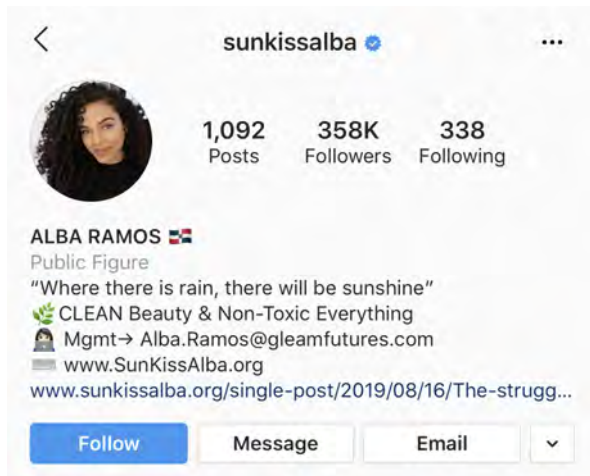 sunkissalba
1,092 358K 338
Posts Followers Following
ALBA RAMOS
Public Figure
“Where there is rain, there will be sunshine”
CLEAN Beauty & Non-Toxic Everything
Mgmt→ Alba.Ramos@gleamfutures.com
www.SunKissAlba.org
www.sunkissalba.org/single-post/2019/08/16/The-strugg...
Follow Message Email